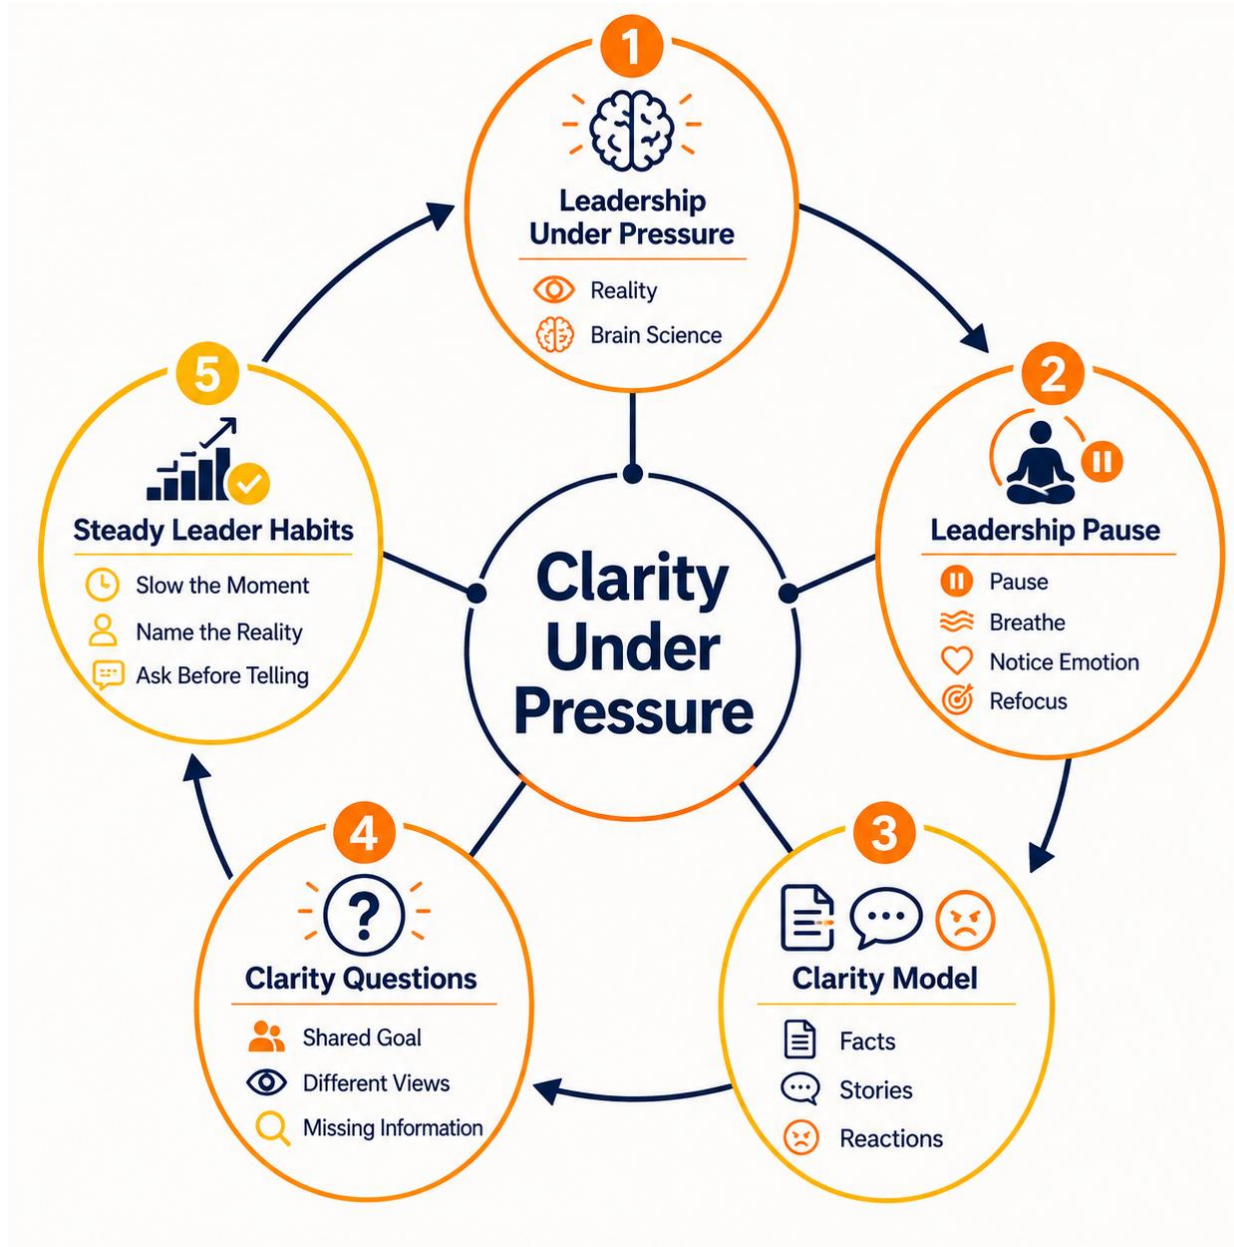 1
Leadership
Under Pressure
Reality
Brain Science
2
Leadership Pause
Pause
Breathe
Notice Emotion
Refocus
3
Clarity Model
Facts
Stories
Reactions
4
?
Clarity Questions
Shared Goal
Different Views
Missing Information
5
Steady Leader Habits
Slow the Moment
Name the Reality
Ask Before Telling
Clarity
Under
Pressure